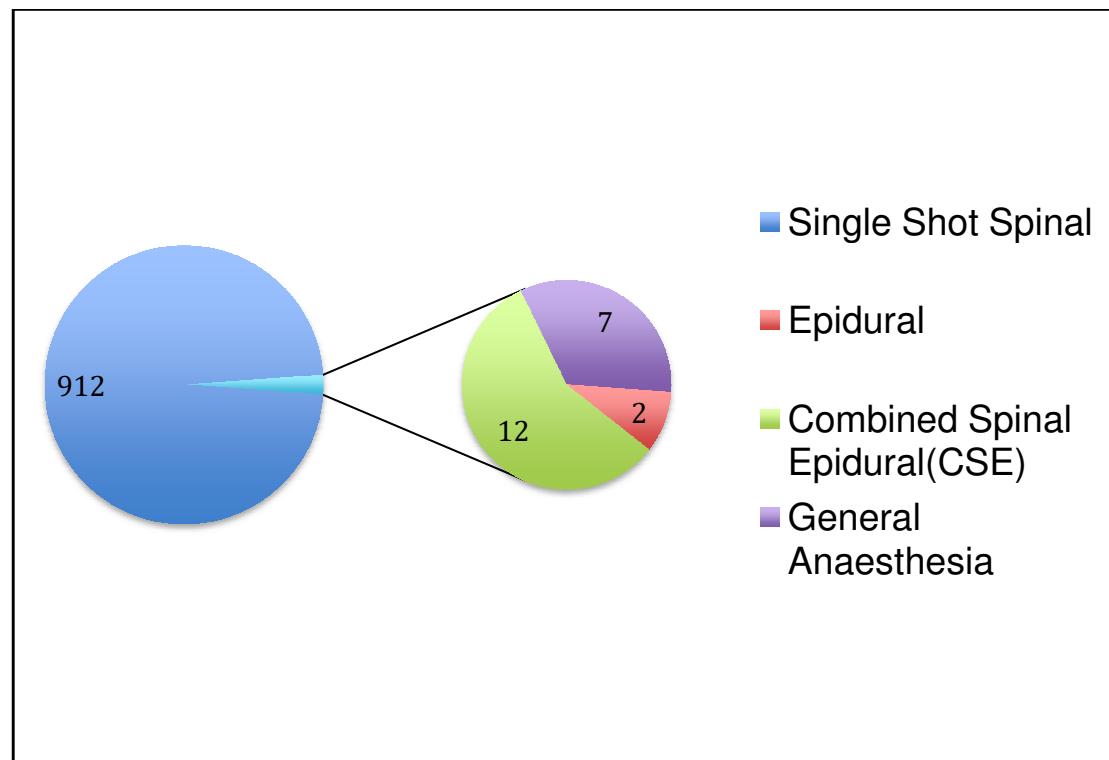 912
12
7
2
Single Shot Spinal
Epidural
Combined Spinal
Epidural(CSE)
General
Anaesthesia